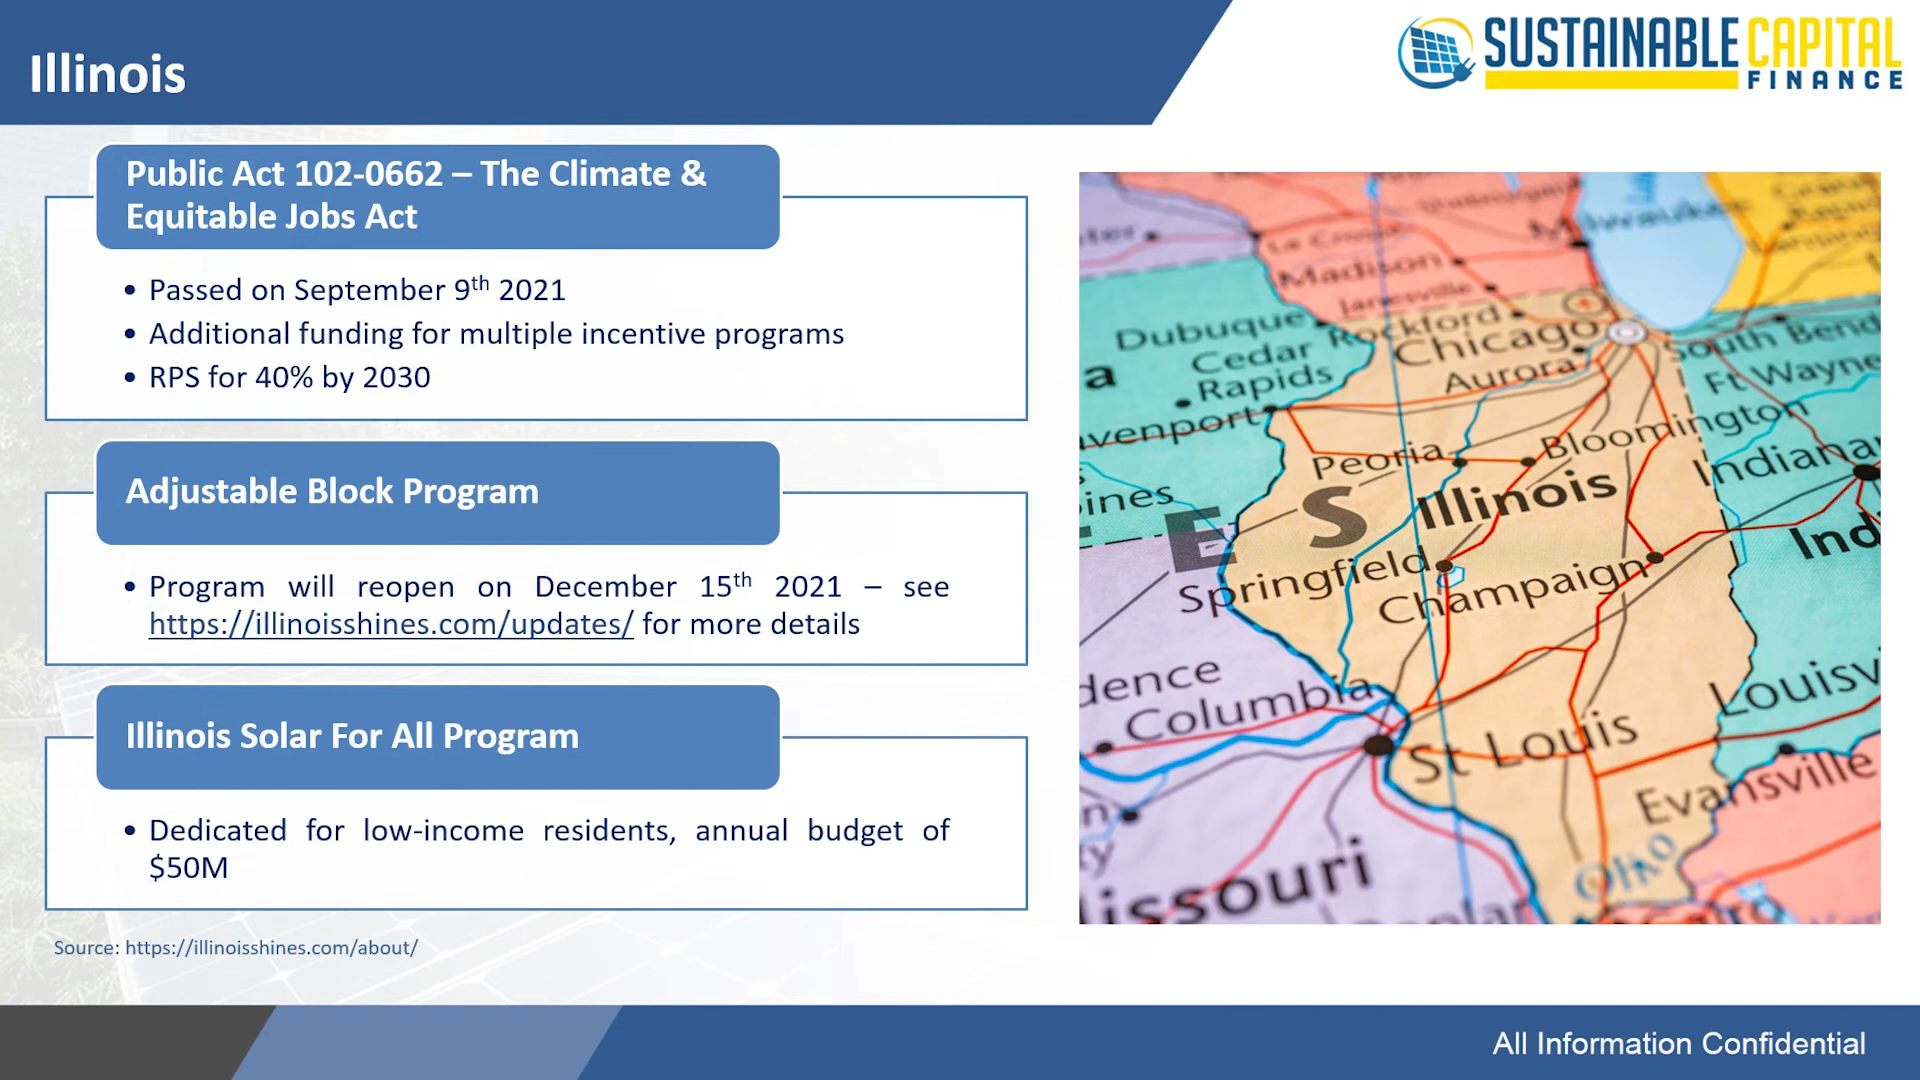 Illinois
SUSTAINABLE CAPITAL
FINANCE
Public Act 102-0662 – The Climate &
Equitable Jobs Act
• Passed on September 9th 2021
• Additional funding for multiple incentive programs
• RPS for 40% by 2030
Adjustable Block Program
• Program will reopen on December 15th 2021 – see
https://illinoisshines.com/updates/ for more details
Illinois Solar For All Program
• Dedicated for low-income residents, annual budget of
$50M
Source: https://illinoisshines.com/about/
Milwaukee
La Crosse
Madison
Janesville
Dubuque
Rockford
Chicago
South Bend
Cedar
Rapids
Aurora
Ft Wayne
avenport
Bloomington
Peoria
Indiana
ines
E S
Illinois
Ind
Springfield
Champaign
dence
Columbia
Louisv
St Louis
Evansville
issouri
Ohio
All Information Confidential